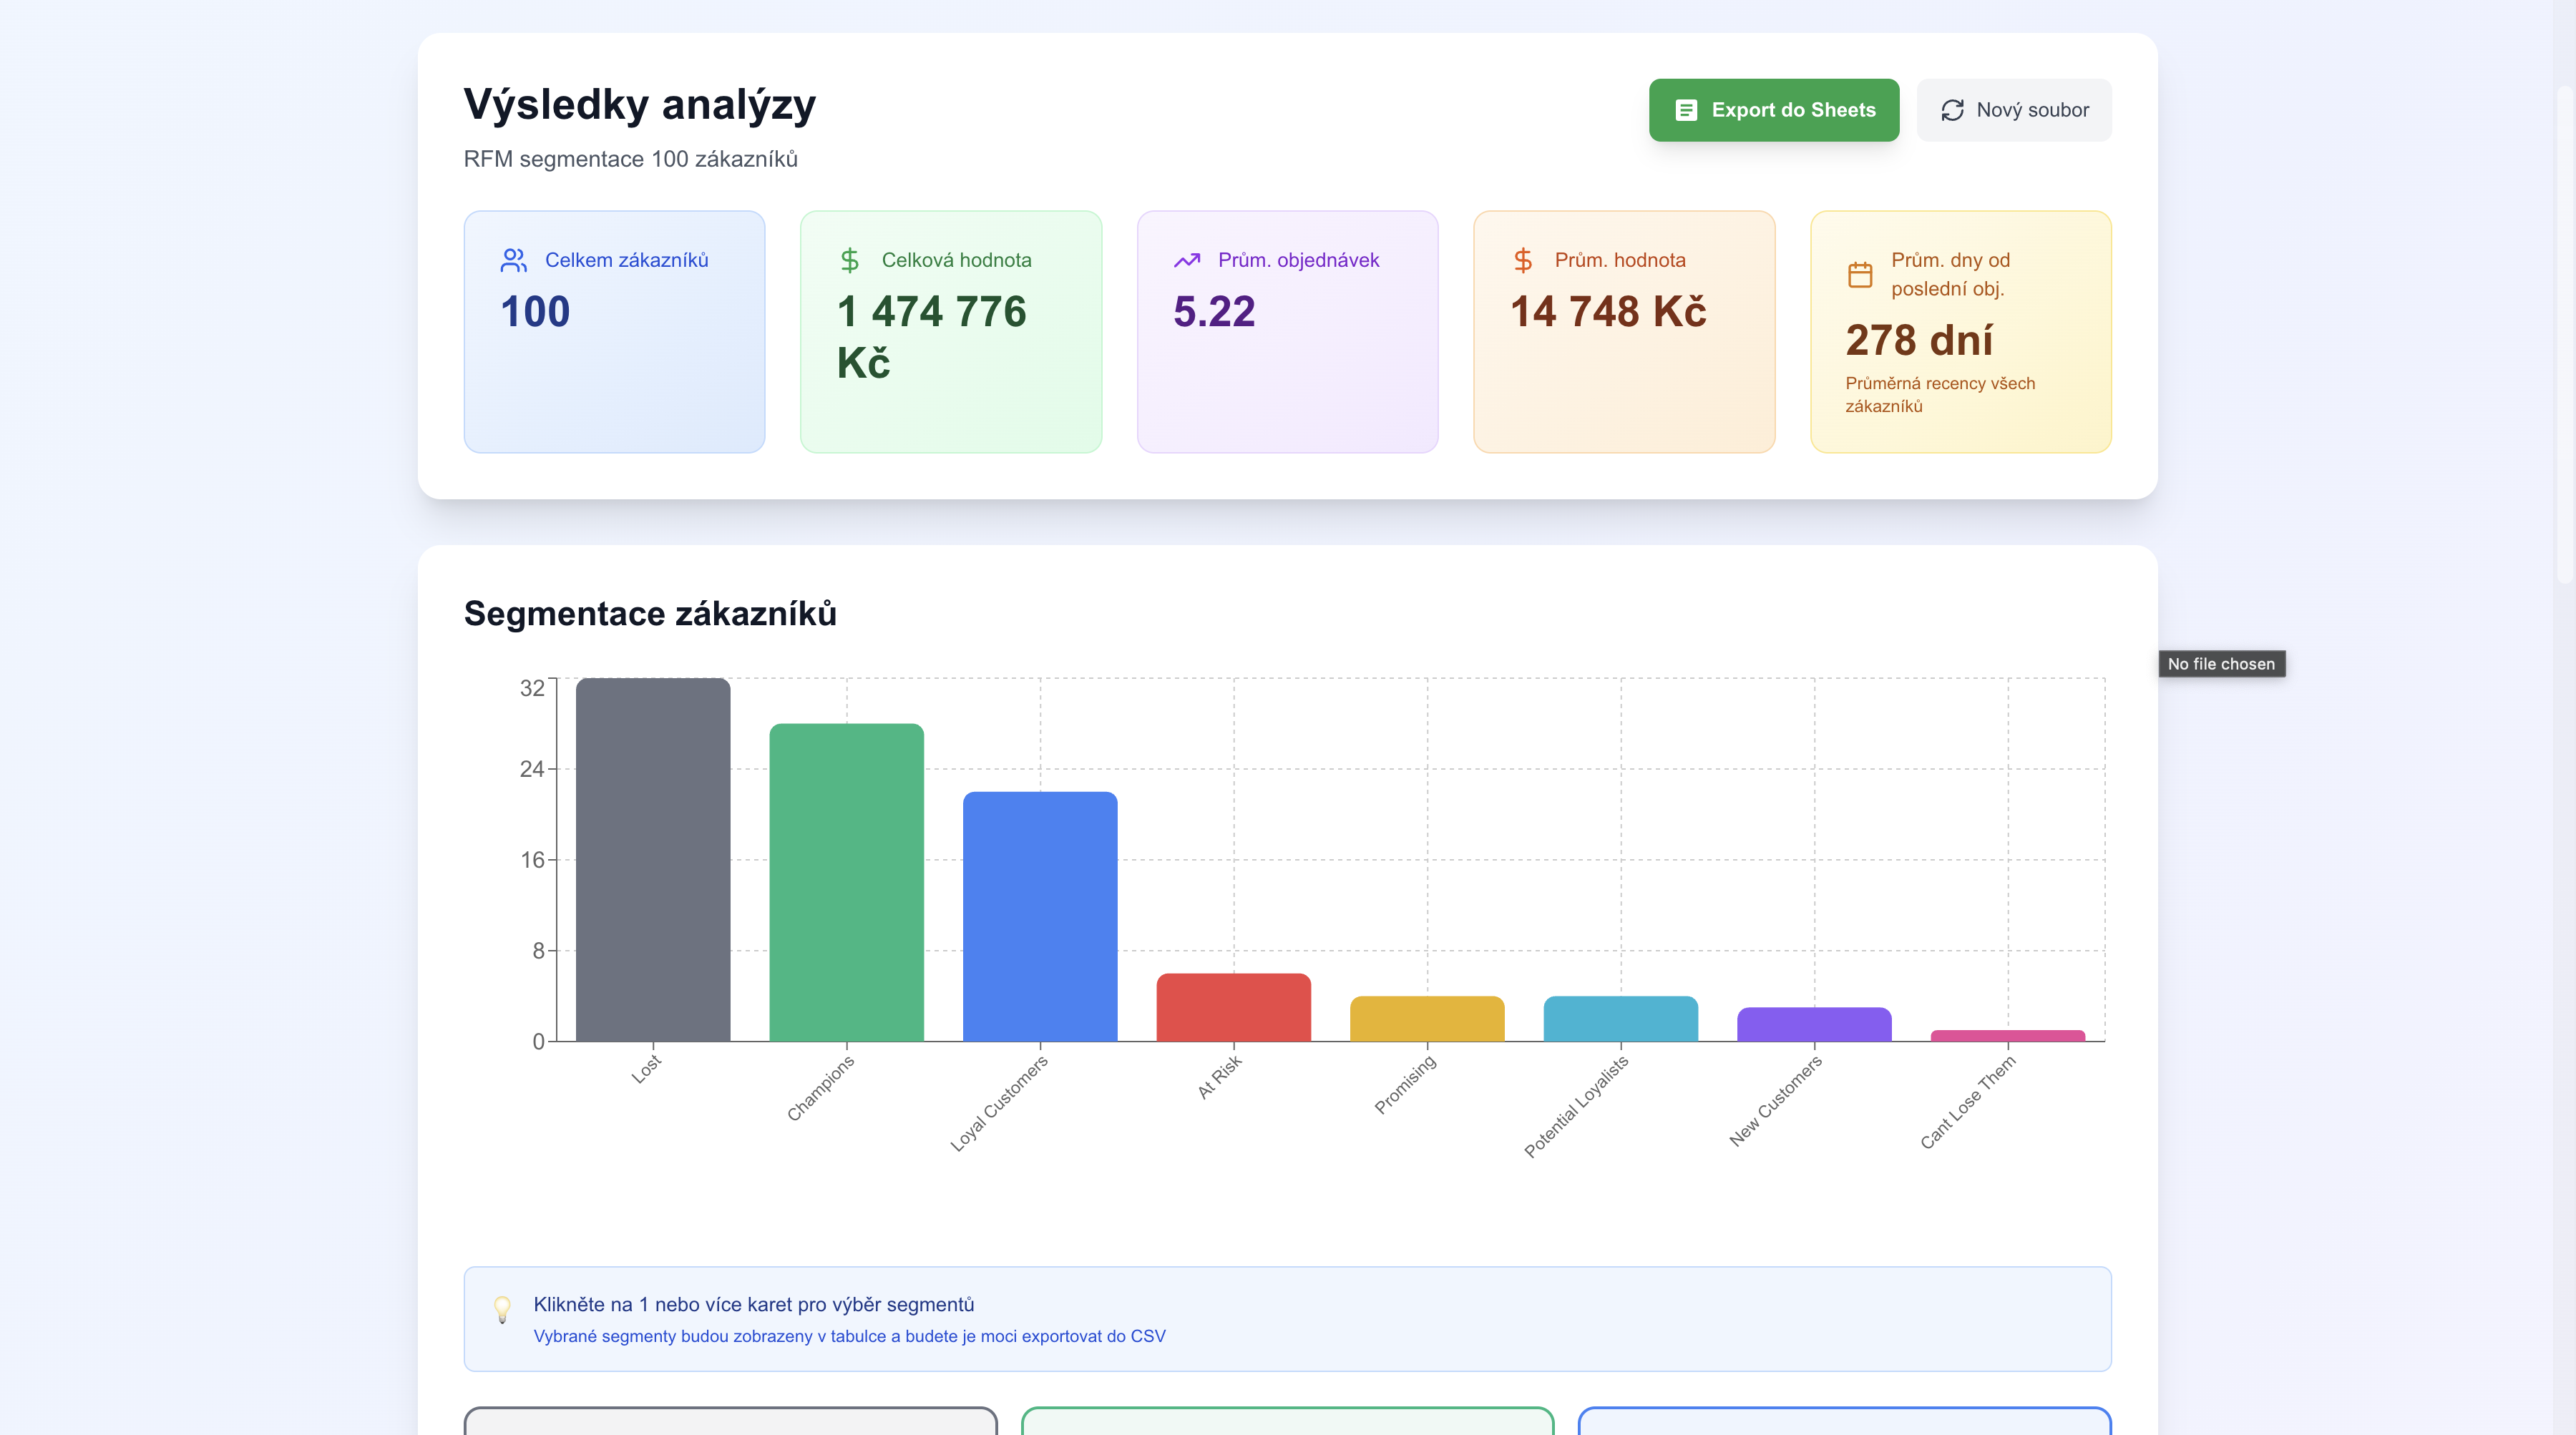 Výsledky analýzy
RFM segmentace 100 zákazníků
Export do Sheets
Nový soubor
Celkem zákazníků
100
Celková hodnota
1 474 776
Kč
Prům. objednávek
5.22
Prům. hodnota
14 748 Kč
Prům. dny od
poslední obj.
278 dní
Průměrná recency všech
zákazníků
Segmentace zákazníků
No file chosen
32
24
16
8
0
Lost
Champions
Loyal Customers
At Risk
Promising
Potential Loyalists
New Customers
Cant Lose Them
Klikněte na 1 nebo více karet pro výběr segmentů
Vybrané segmenty budou zobrazeny v tabulce a budete je moci exportovat do CSV